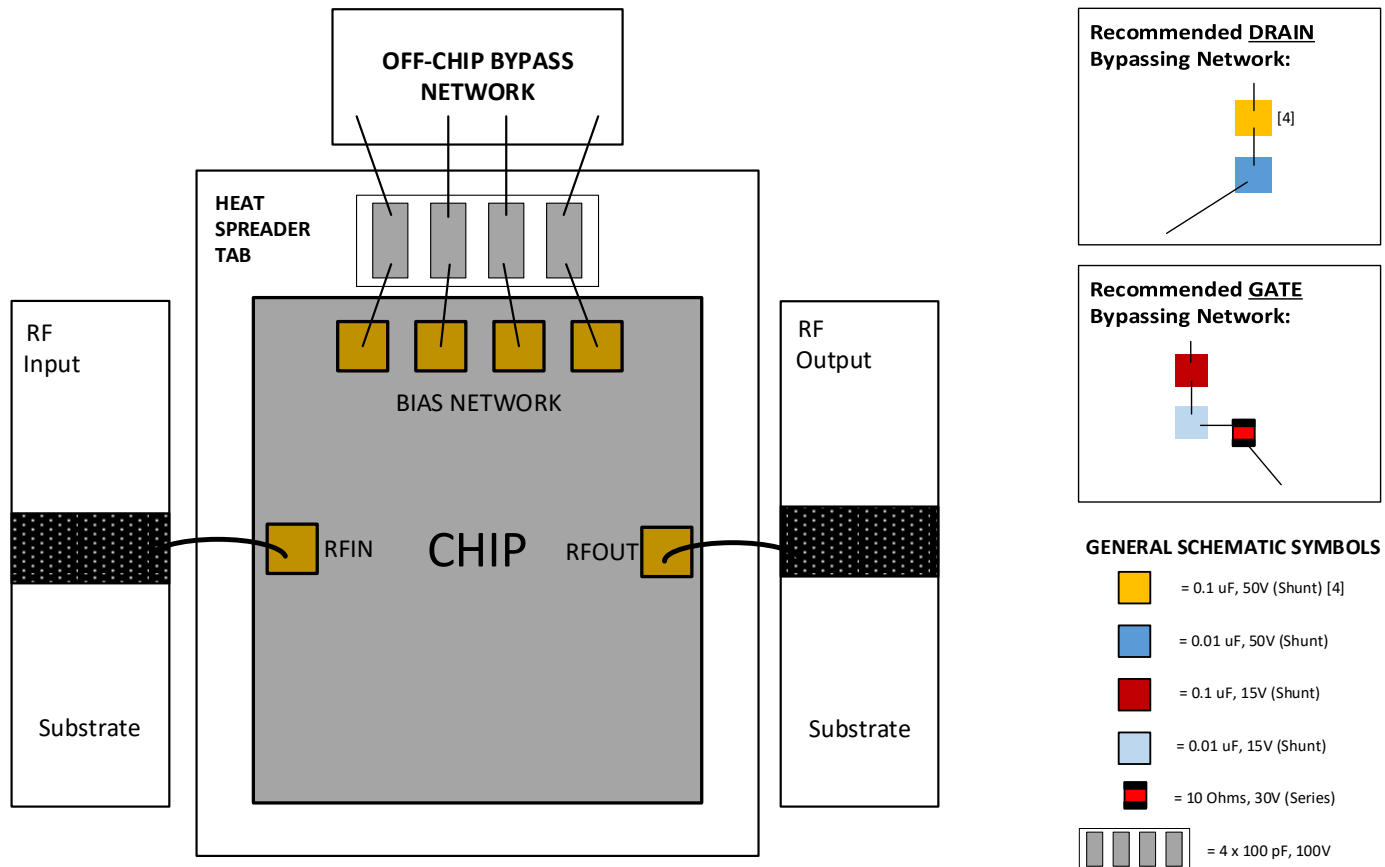 OFF-CHIP BYPASS
NETWORK
HEAT
SPREADER
TAB
RF
Input
Substrate
BIAS NETWORK
RFIN
CHIP
RFOUT
RF
Output
Substrate
Recommended DRAIN
Bypassing Network:
[4]
Recommended GATE
Bypassing Network:
GENERAL SCHEMATIC SYMBOLS
= 0.1 uF, 50V (Shunt) [4]
= 0.01 uF, 50V (Shunt)
= 0.1 uF, 15V (Shunt)
= 0.01 uF, 15V (Shunt)
= 10 Ohms, 30V (Series)
= 4 x 100 pF, 100V